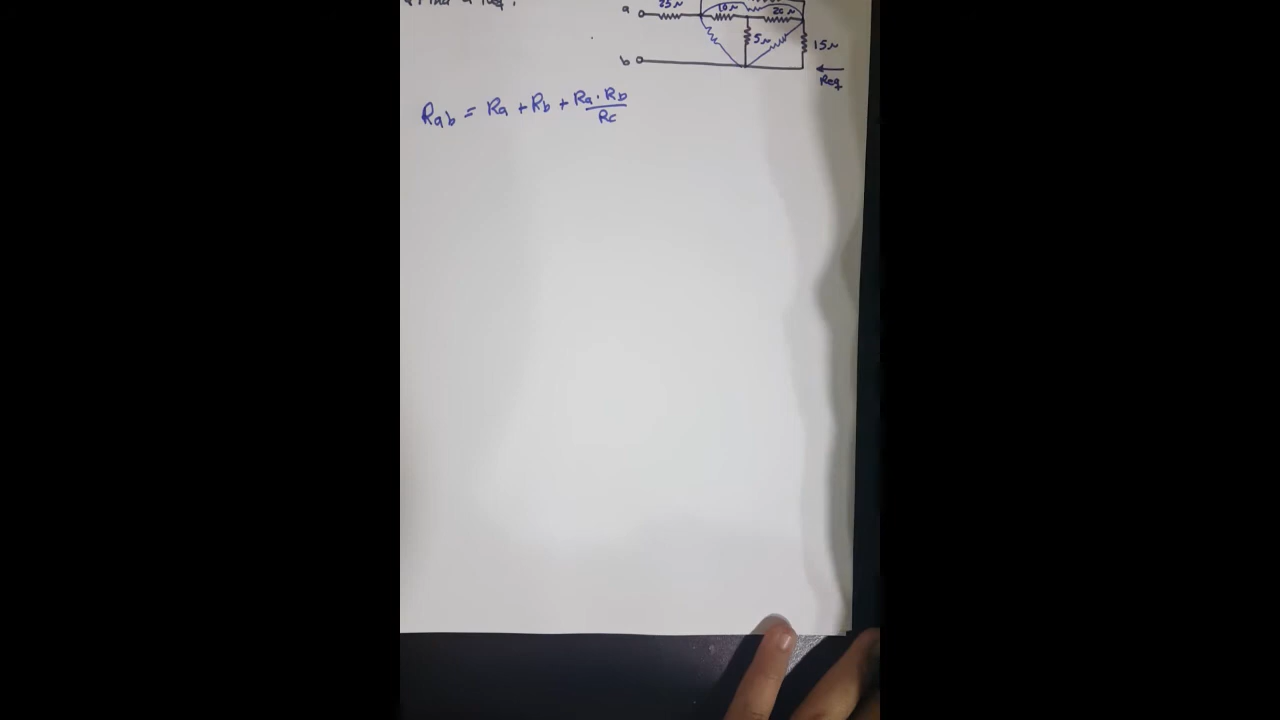 a 25Ω 10Ω 20Ω
5Ω 15Ω
b
Req
Rab = Ra + Rb + Ra · Rb / Rc